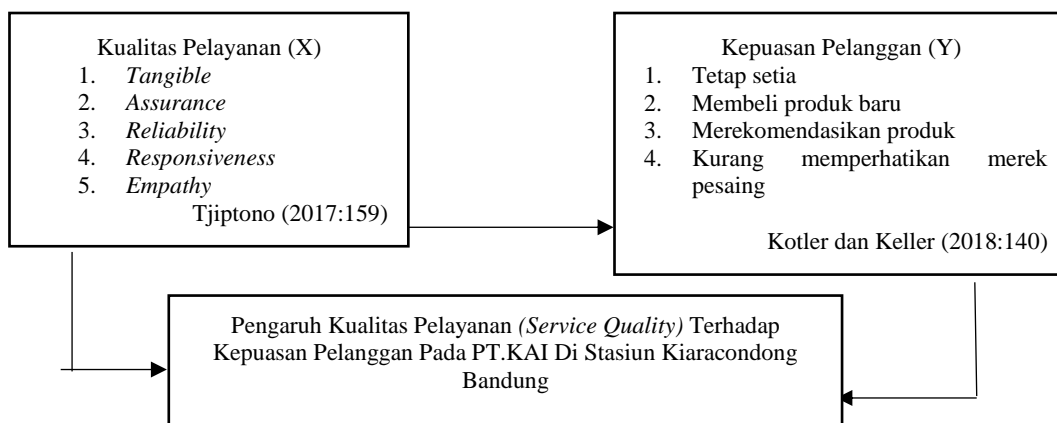 Kualitas Pelayanan (X)
1. Tangible
2. Assurance
3. Reliability
4. Responsiveness
5. Empathy
Tjiptono (2017:159)
Kepuasan Pelanggan (Y)
1. Tetap setia
2. Membeli produk baru
3. Merekomendasikan produk
4. Kurang memperhatikan merek
pesaing
Kotler dan Keller (2018:140)
Pengaruh Kualitas Pelayanan (Service Quality) Terhadap
Kepuasan Pelanggan Pada PT.KAI Di Stasiun Kiaracondong
Bandung